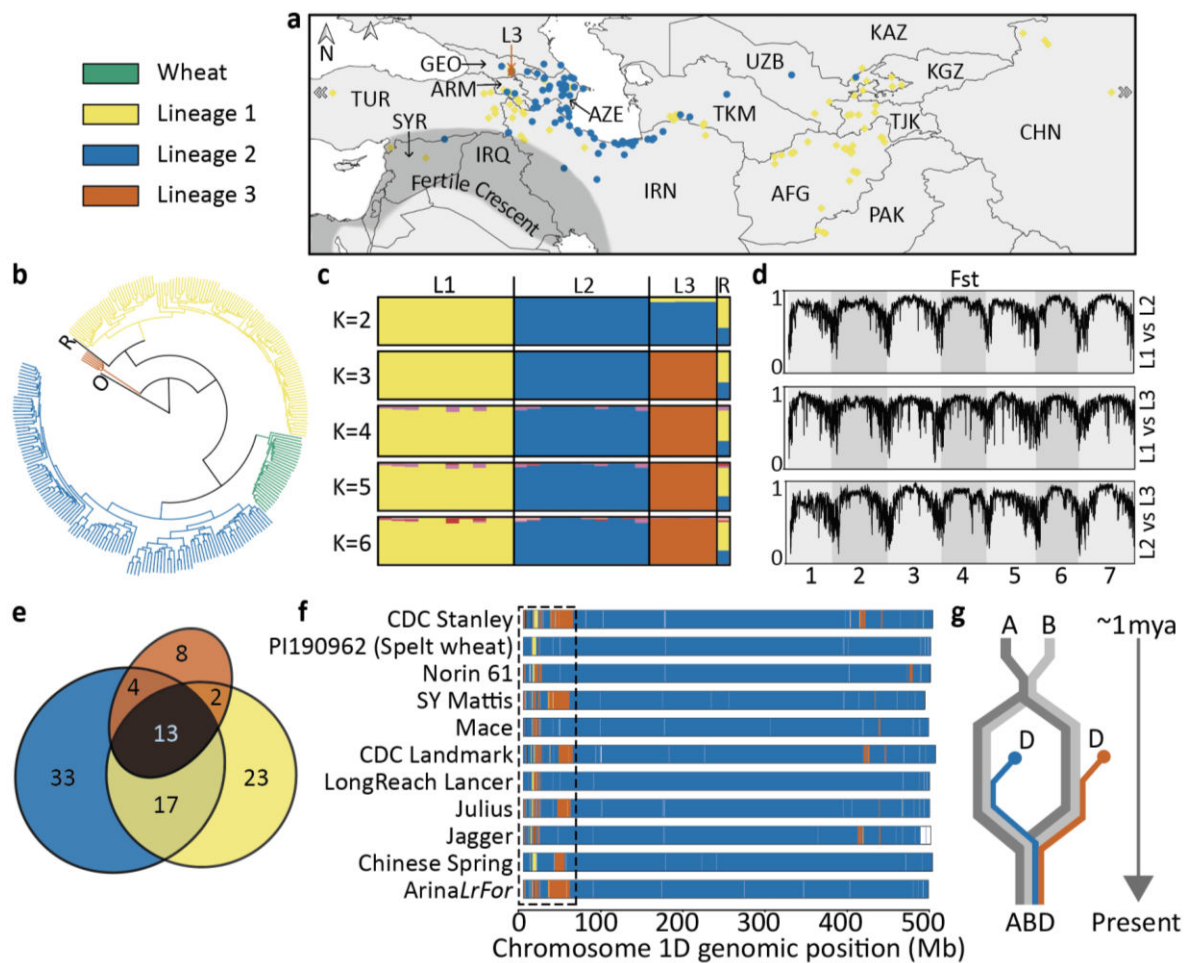 Wheat
Lineage 1
Lineage 2
Lineage 3
a
N
L3
GEO
ARM
TUR
SYR
AZE
IRQ
Fertile Crescent
IRN
KAZ
UZB
KGZ
TKM
TJK
CHN
AFG
PAK
b
R
O
c
L1 L2 L3 R
K=2
K=3
K=4
K=5
K=6
d
Fst
1
0
L1 vs L2
1
0
L1 vs L3
1
0
L2 vs L3
1 2 3 4 5 6 7
e
8
4 2
13
33 23
17
f
CDC Stanley
PI190962 (Spelt wheat)
Norin 61
SY Mattis
Mace
CDC Landmark
LongReach Lancer
Julius
Jagger
Chinese Spring
ArinaLrFor
0 100 200 300 400 500
Chromosome 1D genomic position (Mb)
g
A B ~1mya
D D
ABD Present